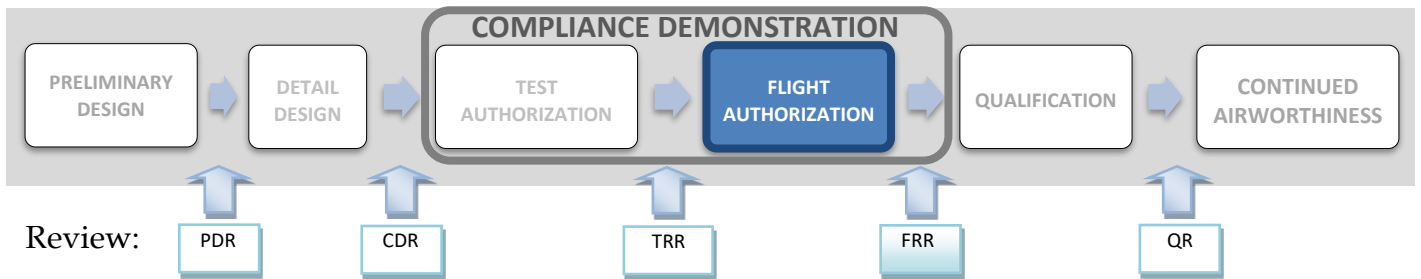 COMPLIANCE DEMONSTRATION
PRELIMINARY
DESIGN
DETAIL
DESIGN
TEST
AUTHORIZATION
FLIGHT
AUTHORIZATION
QUALIFICATION
CONTINUED
AIRWORTHINESS
Review:
PDR
CDR
TRR
FRR
QR